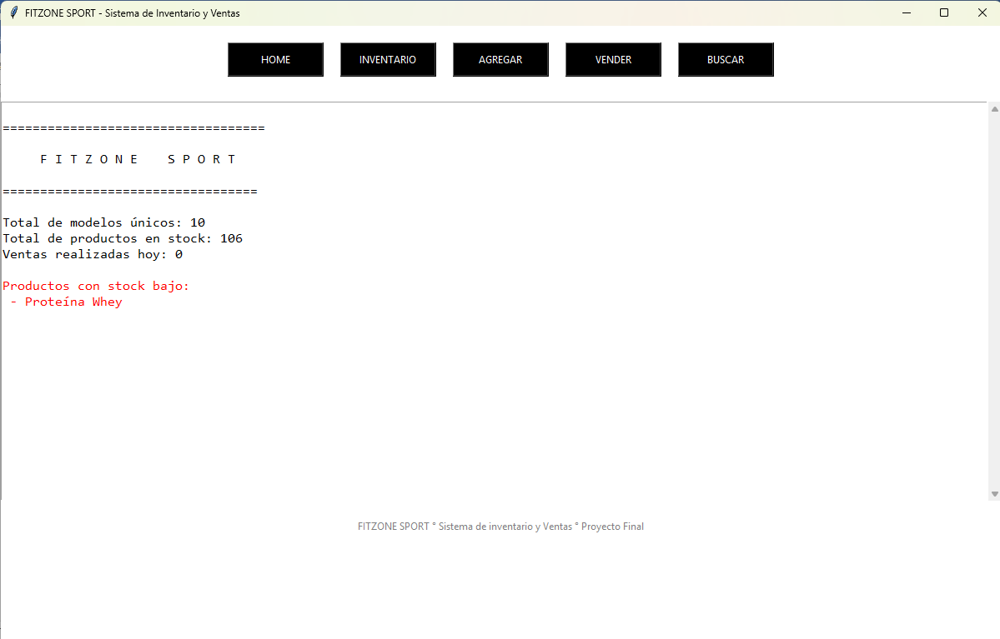 FITZONE SPORT - Sistema de Inventario y Ventas
HOME INVENTARIO AGREGAR VENDER BUSCAR
===================================
F I T Z O N E    S P O R T
==================================
Total de modelos únicos: 10
Total de productos en stock: 106
Ventas realizadas hoy: 0
Productos con stock bajo:
- Proteína Whey
FITZONE SPORT ° Sistema de inventario y Ventas ° Proyecto Final